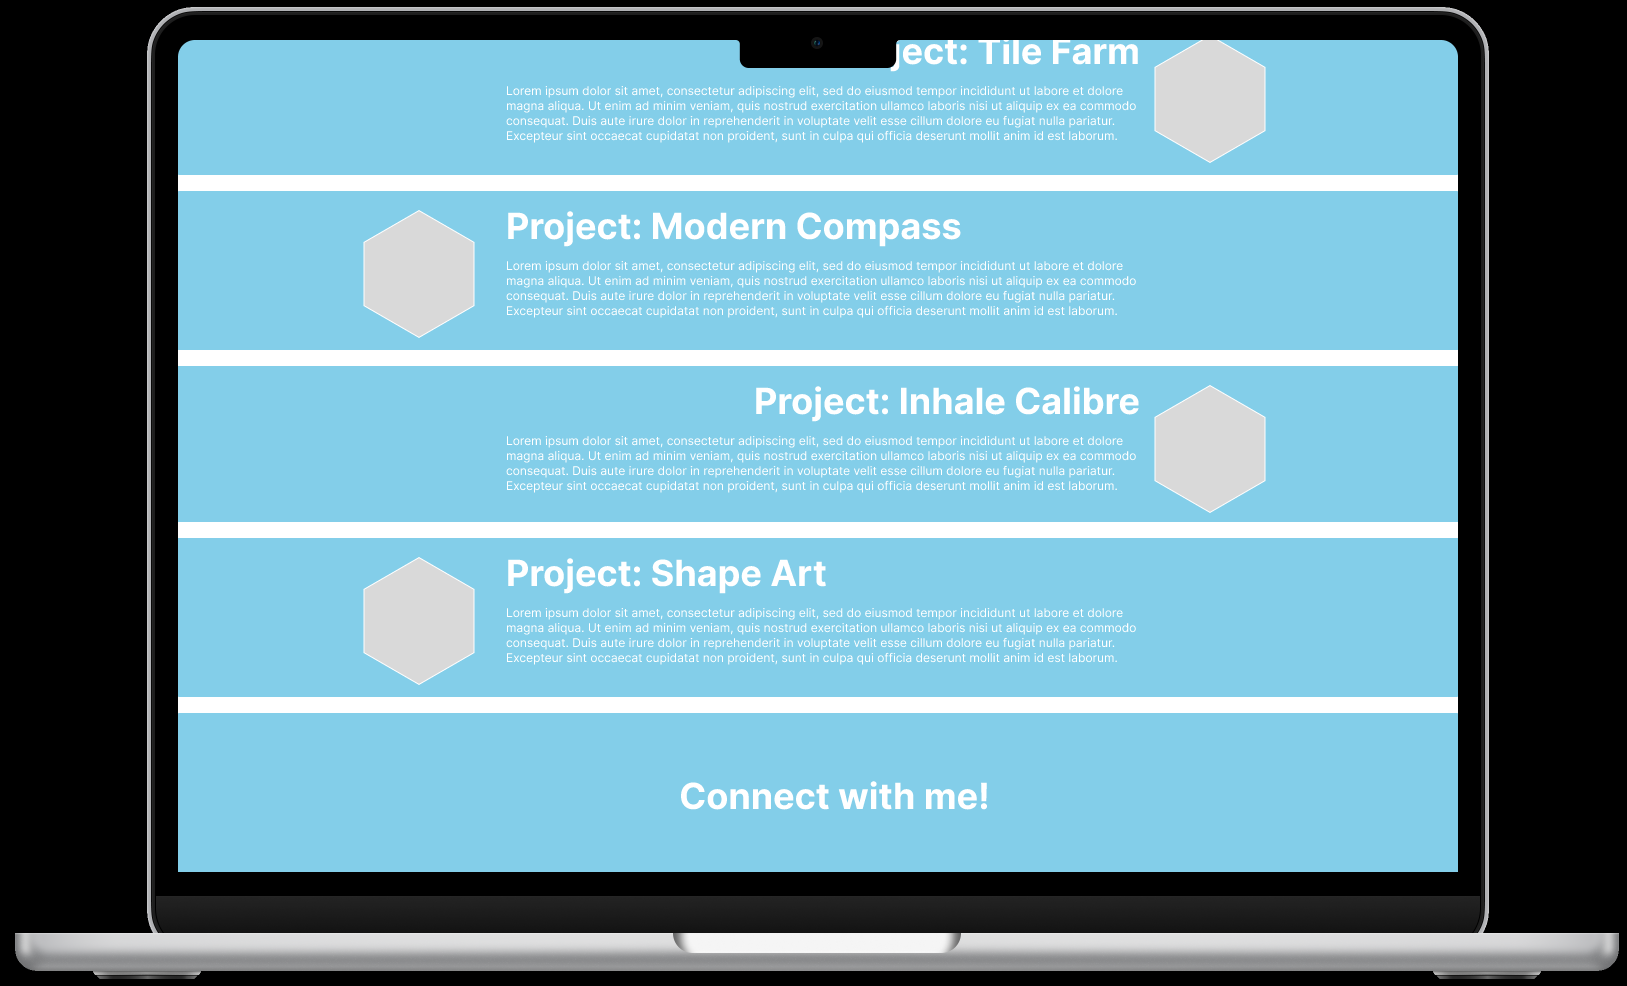 ject: Tile Farm
Lorem ipsum dolor sit amet, consectetur adipiscing elit, sed do eiusmod tempor incididunt ut labore et dolore
magna aliqua. Ut enim ad minim veniam, quis nostrud exercitation ullamco laboris nisi ut aliquip ex ea commodo
consequat. Duis aute irure dolor in reprehenderit in voluptate velit esse cillum dolore eu fugiat nulla pariatur.
Excepteur sint occaecat cupidatat non proident, sunt in culpa qui officia deserunt mollit anim id est laborum.
Project: Modern Compass
Lorem ipsum dolor sit amet, consectetur adipiscing elit, sed do eiusmod tempor incididunt ut labore et dolore
magna aliqua. Ut enim ad minim veniam, quis nostrud exercitation ullamco laboris nisi ut aliquip ex ea commodo
consequat. Duis aute irure dolor in reprehenderit in voluptate velit esse cillum dolore eu fugiat nulla pariatur.
Excepteur sint occaecat cupidatat non proident, sunt in culpa qui officia deserunt mollit anim id est laborum.
Project: Inhale Calibre
Lorem ipsum dolor sit amet, consectetur adipiscing elit, sed do eiusmod tempor incididunt ut labore et dolore
magna aliqua. Ut enim ad minim veniam, quis nostrud exercitation ullamco laboris nisi ut aliquip ex ea commodo
consequat. Duis aute irure dolor in reprehenderit in voluptate velit esse cillum dolore eu fugiat nulla pariatur.
Excepteur sint occaecat cupidatat non proident, sunt in culpa qui officia deserunt mollit anim id est laborum.
Project: Shape Art
Lorem ipsum dolor sit amet, consectetur adipiscing elit, sed do eiusmod tempor incididunt ut labore et dolore
magna aliqua. Ut enim ad minim veniam, quis nostrud exercitation ullamco laboris nisi ut aliquip ex ea commodo
consequat. Duis aute irure dolor in reprehenderit in voluptate velit esse cillum dolore eu fugiat nulla pariatur.
Excepteur sint occaecat cupidatat non proident, sunt in culpa qui officia deserunt mollit anim id est laborum.
Connect with me!